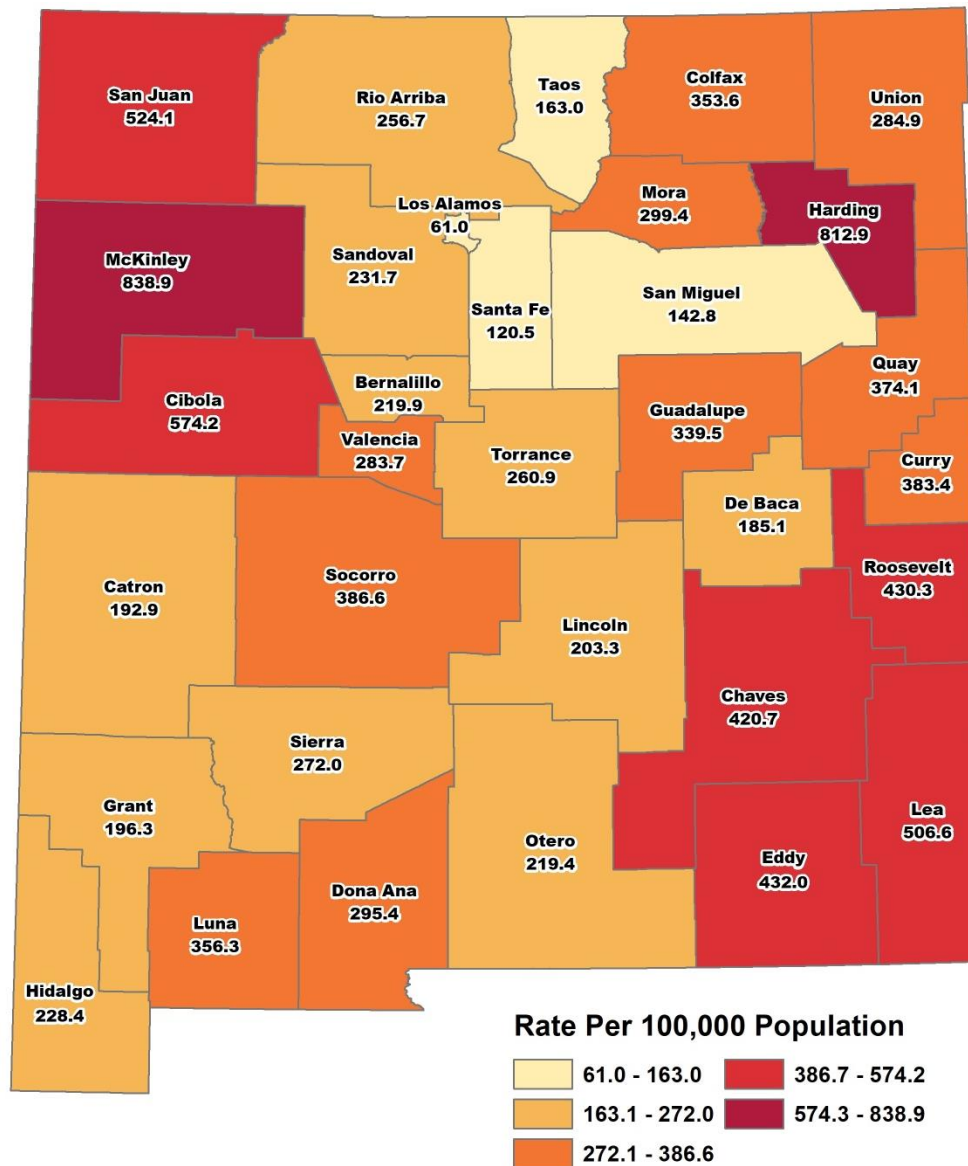 San Juan
524.1
Rio Arriba
256.7
Taos
163.0
Colfax
353.6
Union
284.9
Los Alamos
61.0
Mora
299.4
Harding
812.9
McKinley
838.9
Sandoval
231.7
Santa Fe
120.5
San Miguel
142.8
Cibola
574.2
Bernalillo
219.9
Valencia
283.7
Torrance
260.9
Guadalupe
339.5
Quay
374.1
Curry
383.4
De Baca
185.1
Catron
192.9
Socorro
386.6
Lincoln
203.3
Roosevelt
430.3
Chaves
420.7
Sierra
272.0
Grant
196.3
Otero
219.4
Lea
506.6
Eddy
432.0
Dona Ana
295.4
Luna
356.3
Hidalgo
228.4
Rate Per 100,000 Population
61.0 - 163.0
386.7 - 574.2
163.1 - 272.0
574.3 - 838.9
272.1 - 386.6